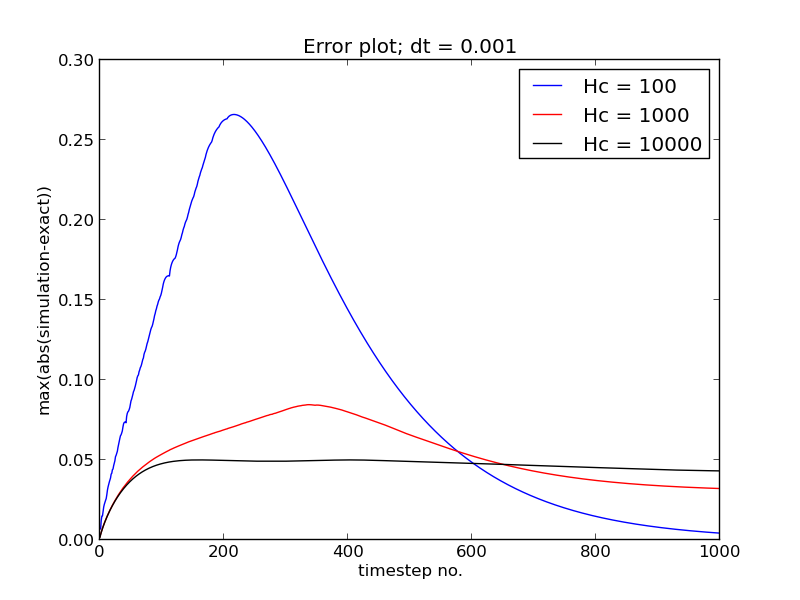 Error plot; dt = 0.001
0.30
0.25
0.20
0.15
0.10
0.05
0.00
max(abs(simulation-exact))
Hc = 100
Hc = 1000
Hc = 10000
0 200 400 600 800 1000
timestep no.